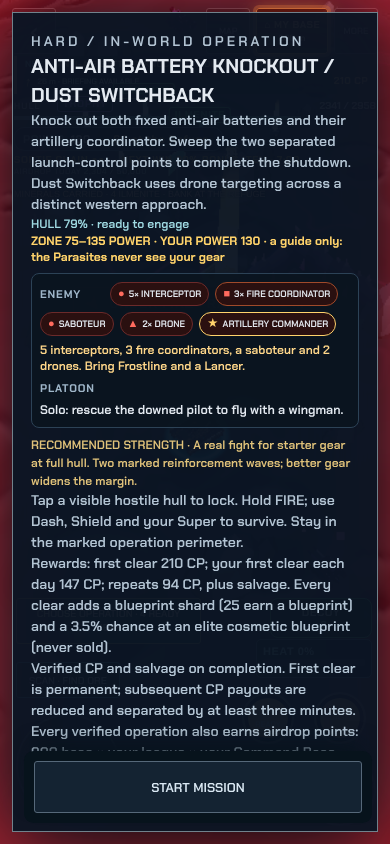 HARD / IN-WORLD OPERATION
ANTI-AIR BATTERY KNOCKOUT /
DUST SWITCHBACK
Knock out both fixed anti-air batteries and their
artillery coordinator. Sweep the two separated
launch-control points to complete the shutdown.
Dust Switchback uses drone targeting across a
distinct western approach.
HULL 79% · ready to engage
ZONE 75–135 POWER · YOUR POWER 130 · a guide only:
the Parasites never see your gear
ENEMY
5× INTERCEPTOR
3× FIRE COORDINATOR
SABOTEUR
2× DRONE
ARTILLERY COMMANDER
5 interceptors, 3 fire coordinators, a saboteur and 2
drones. Bring Frostline and a Lancer.
PLATOON
Solo: rescue the downed pilot to fly with a wingman.
RECOMMENDED STRENGTH · A real fight for starter gear
at full hull. Two marked reinforcement waves; better gear
widens the margin.
Tap a visible hostile hull to lock. Hold FIRE; use
Dash, Shield and your Super to survive. Stay in
the marked operation perimeter.
Rewards: first clear 210 CP; your first clear each
day 147 CP; repeats 94 CP, plus salvage. Every
clear adds a blueprint shard (25 earn a blueprint)
and a 3.5% chance at an elite cosmetic blueprint
(never sold).
Verified CP and salvage on completion. First clear
is permanent; subsequent CP payouts are
reduced and separated by at least three minutes.
Every verified operation also earns airdrop points:
START MISSION